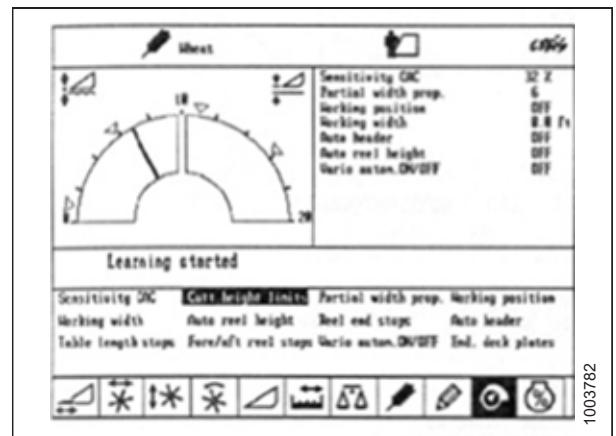 Wheat
CEBIS
10
0
20
Sensitivity CAC 32 %
Partial width prop. 6
Working position OFF
Working width 0.0 ft
Auto header OFF
Auto reel height OFF
Vario autom.ON/OFF OFF
Learning started
Sensitivity CAC Cutt.height limits Partial width prop. Working position
Working width Auto reel height Reel end stops Auto header
Table length stops Fore/aft reel stops Vario autom.ON/OFF End. deck plates
%
1003782